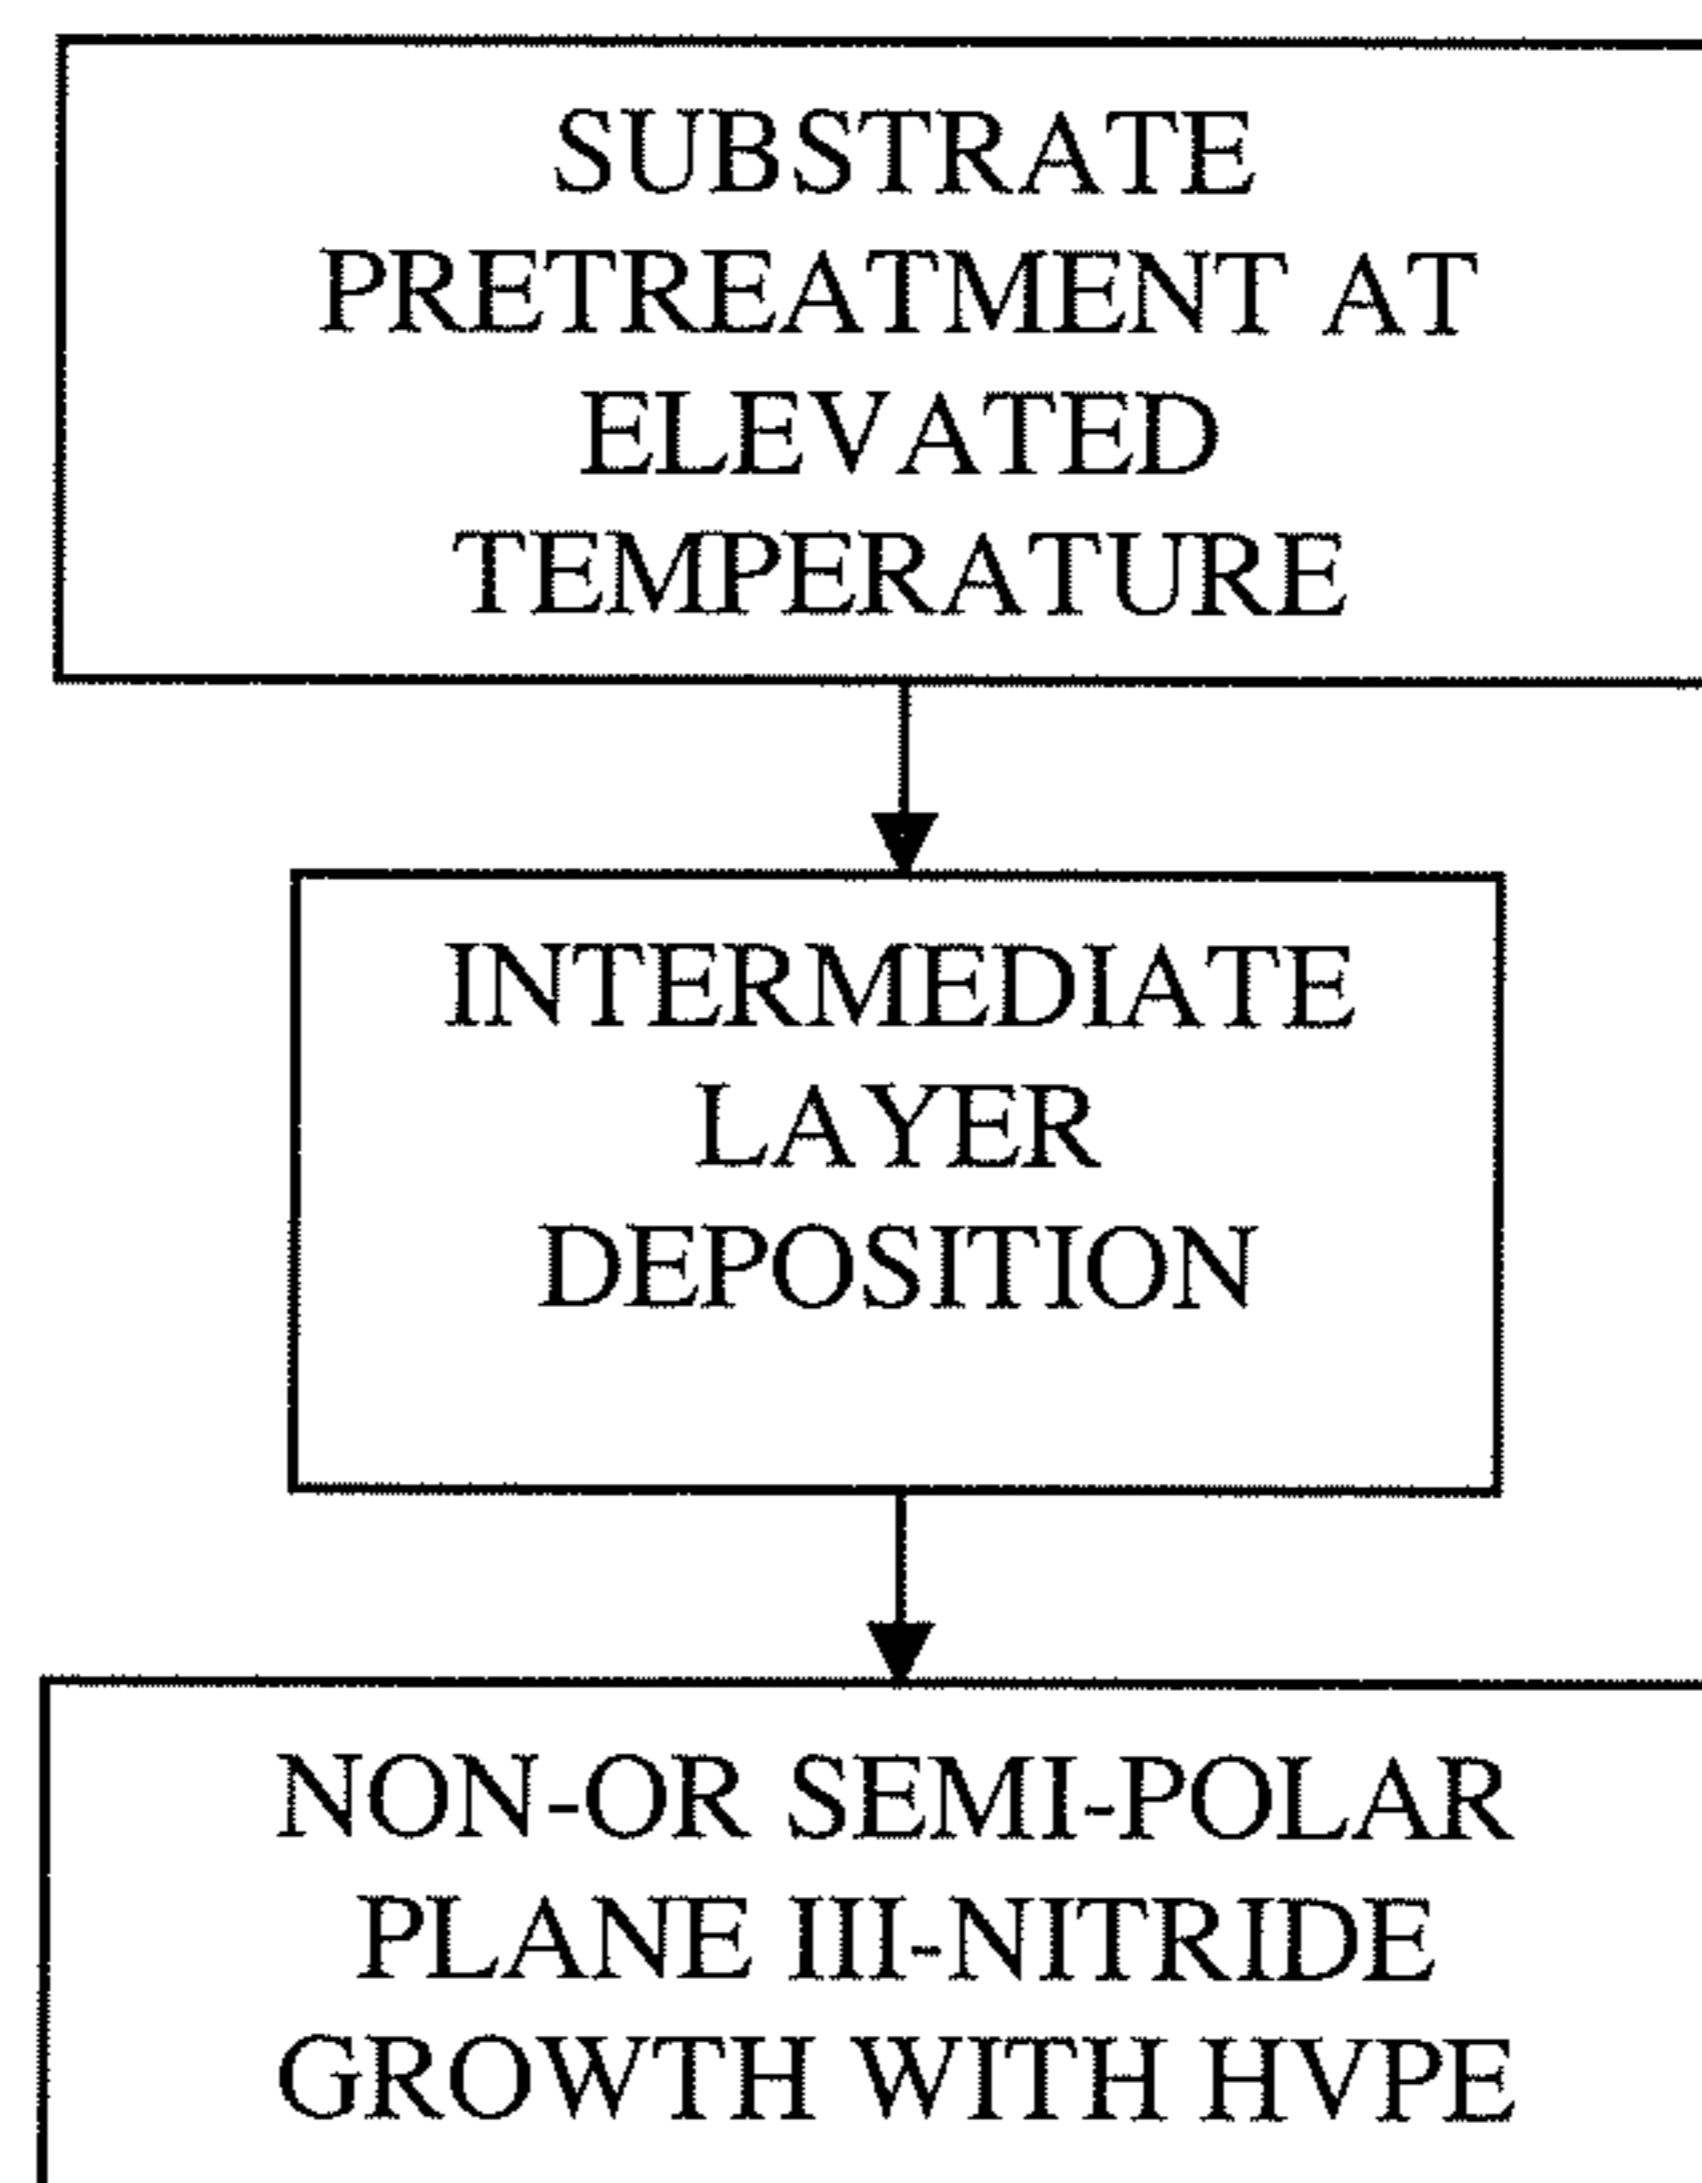 SUBSTRATE
PRETREATMENT AT
ELEVATED
TEMPERATURE
INTERMEDIATE
LAYER
DEPOSITION
NON-OR SEMI-POLAR
PLANE III-NITRIDE
GROWTH WITH HVPE